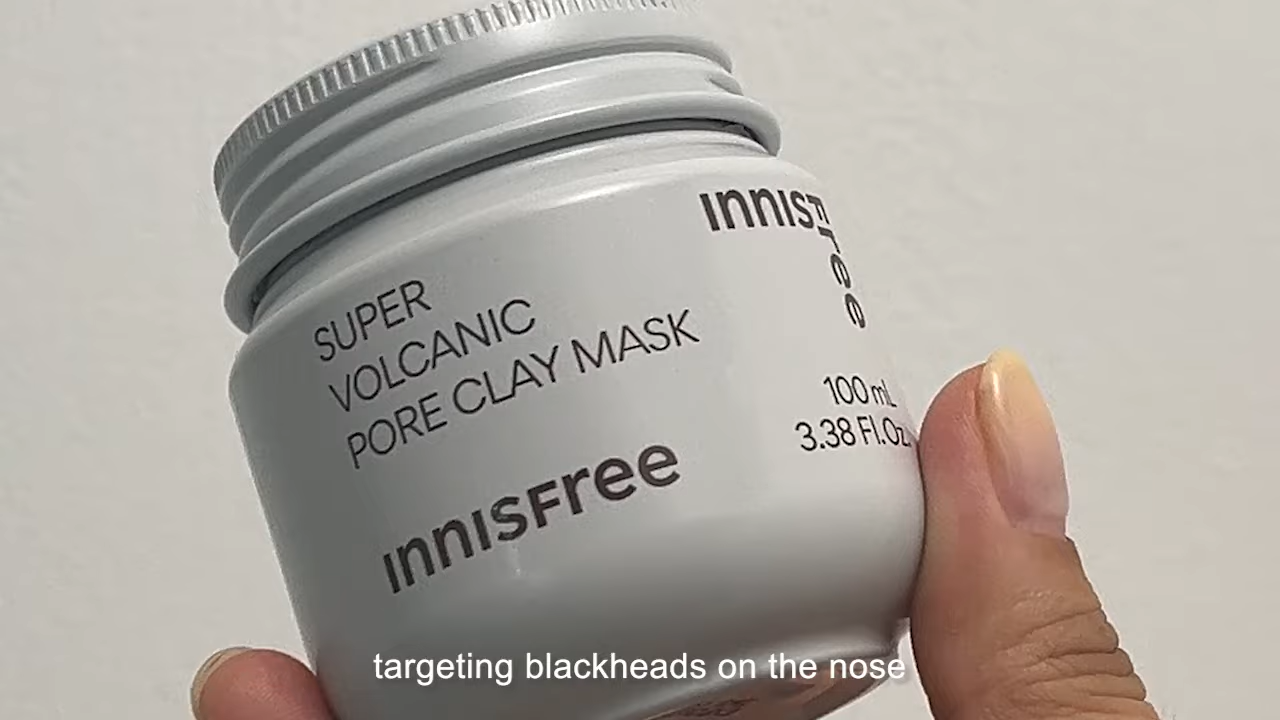 SUPER
VOLCANIC
PORE CLAY MASK
INNISFree
INNISFree
100 mL
3.38 Fl.Oz.
targeting blackheads on the nose